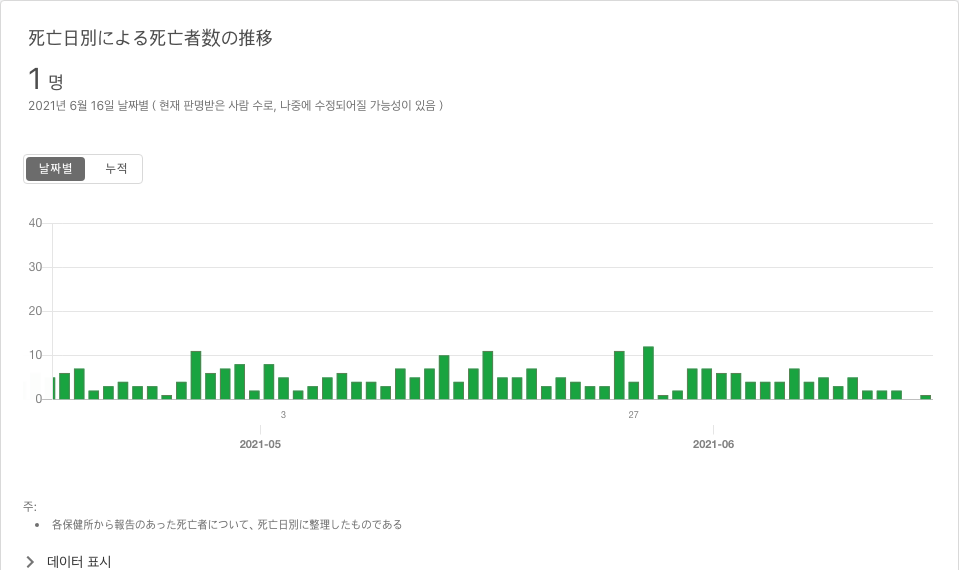 死亡日別による死亡者数の推移
1 명
2021년 6월 16일 날짜별 ( 현재 판명받은 사람 수로, 나중에 수정되어질 가능성이 있음 )
날짜별 누적
40
30
20
10
0
3 27
2021-05 2021-06
주:
• 各保健所から報告のあった死亡者について、死亡日別に整理したものである
데이터 표시